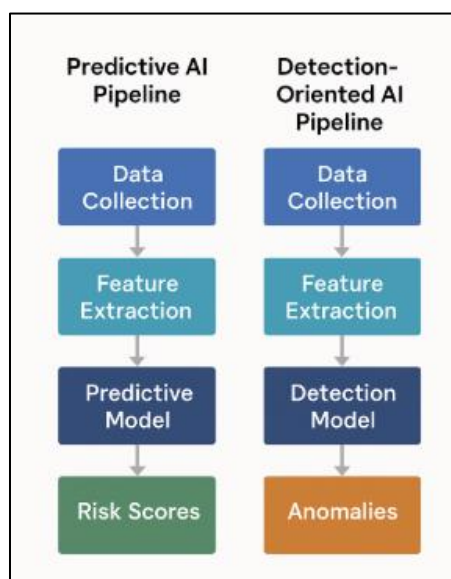 Predictive AI
Pipeline
Data
Collection
Feature
Extraction
Predictive
Model
Risk Scores
Detection-
Oriented AI
Pipeline
Data
Collection
Feature
Extraction
Detection
Model
Anomalies